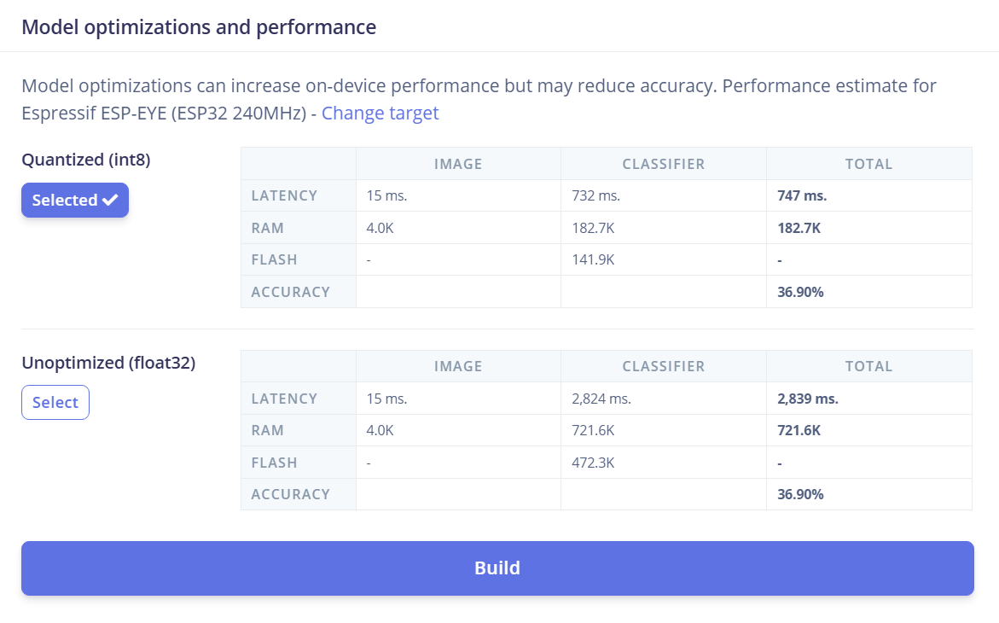 Model optimizations and performance
Model optimizations can increase on-device performance but may reduce accuracy. Performance estimate for
Espressif ESP-EYE (ESP32 240MHz) - Change target
Quantized (int8)
Selected ✔
IMAGE CLASSIFIER TOTAL
LATENCY 15 ms. 732 ms. 747 ms.
RAM 4.0K 182.7K 182.7K
FLASH - 141.9K -
ACCURACY 36.90%
Unoptimized (float32)
Select
IMAGE CLASSIFIER TOTAL
LATENCY 15 ms. 2,824 ms. 2,839 ms.
RAM 4.0K 721.6K 721.6K
FLASH - 472.3K -
ACCURACY 36.90%
Build